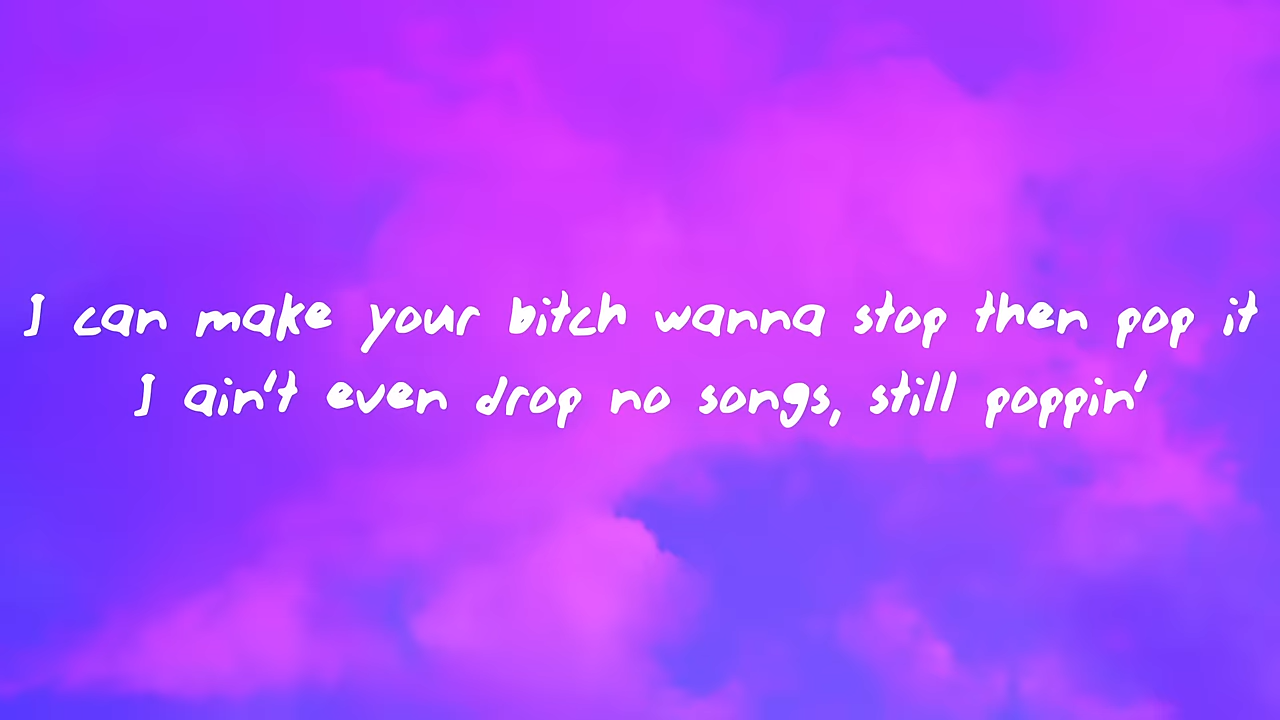 I can make your bitch wanna stop then pop it
I ain't even drop no songs, still poppin'